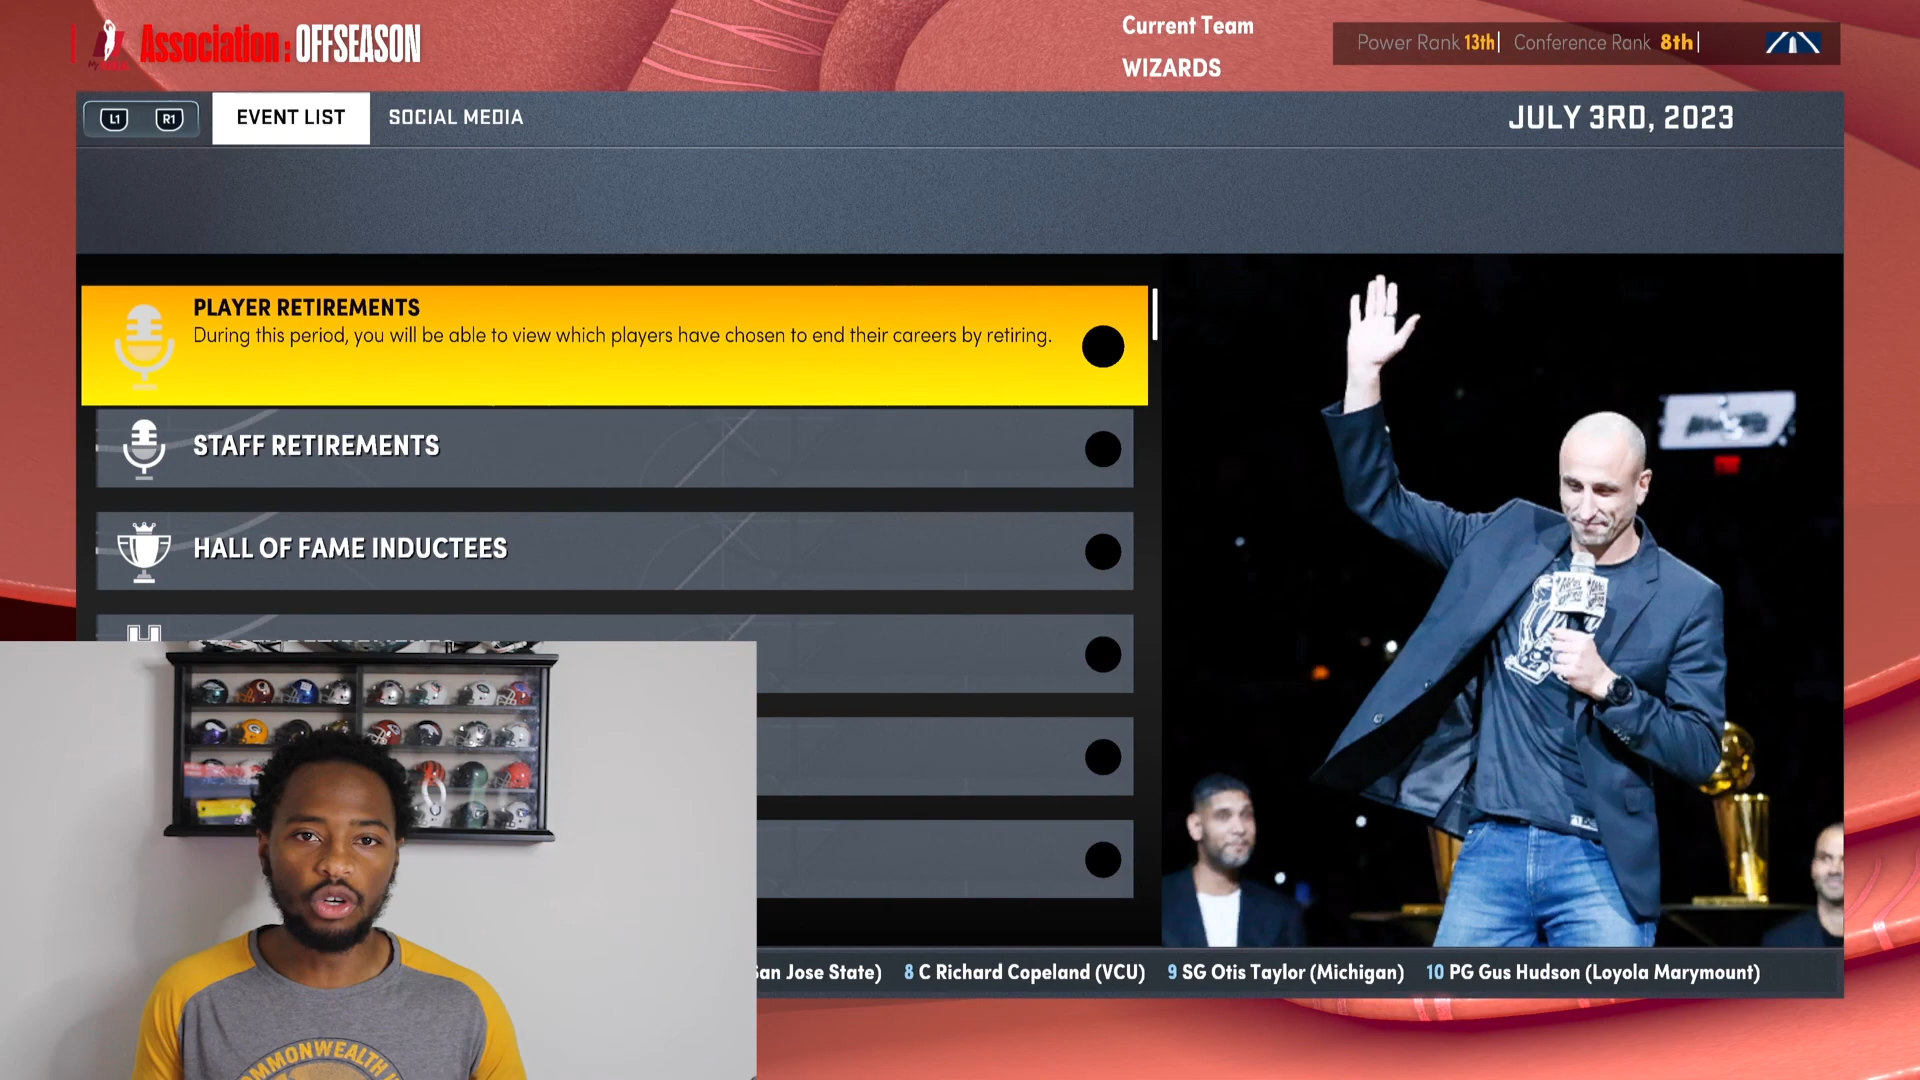 Association: OFFSEASON
Current Team
WIZARDS
Power Rank 13th| Conference Rank 8th|
L1 R1 EVENT LIST SOCIAL MEDIA
JULY 3RD, 2023
PLAYER RETIREMENTS
During this period, you will be able to view which players have chosen to end their careers by retiring.
STAFF RETIREMENTS
HALL OF FAME INDUCTEES
San Jose State) 8 C Richard Copeland (VCU) 9 SG Otis Taylor (Michigan) 10 PG Gus Hudson (Loyola Marymount)
COMMONWEALTH